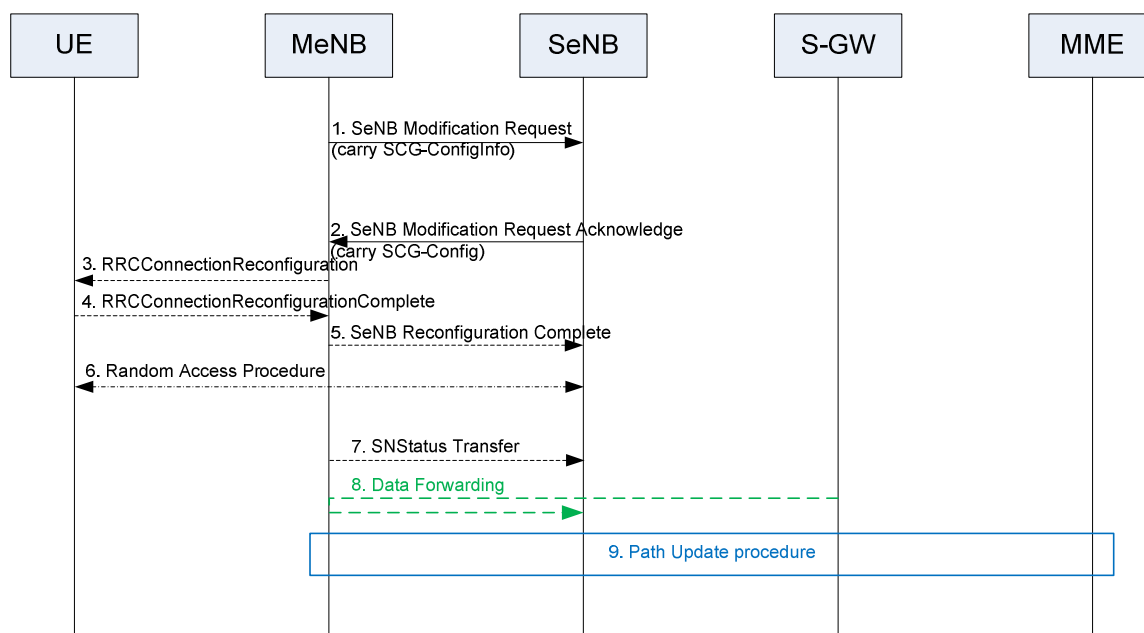 UE
MeNB
SeNB
S-GW
MME
1. SeNB Modification Request
(carry SCG-ConfigInfo)
2. SeNB Modification Request Acknowledge
(carry SCG-Config)
3. RRCConnectionReconfiguration
4. RRCConnectionReconfigurationComplete
5. SeNB Reconfiguration Complete
6. Random Access Procedure
7. SNStatus Transfer
8. Data Forwarding
9. Path Update procedure